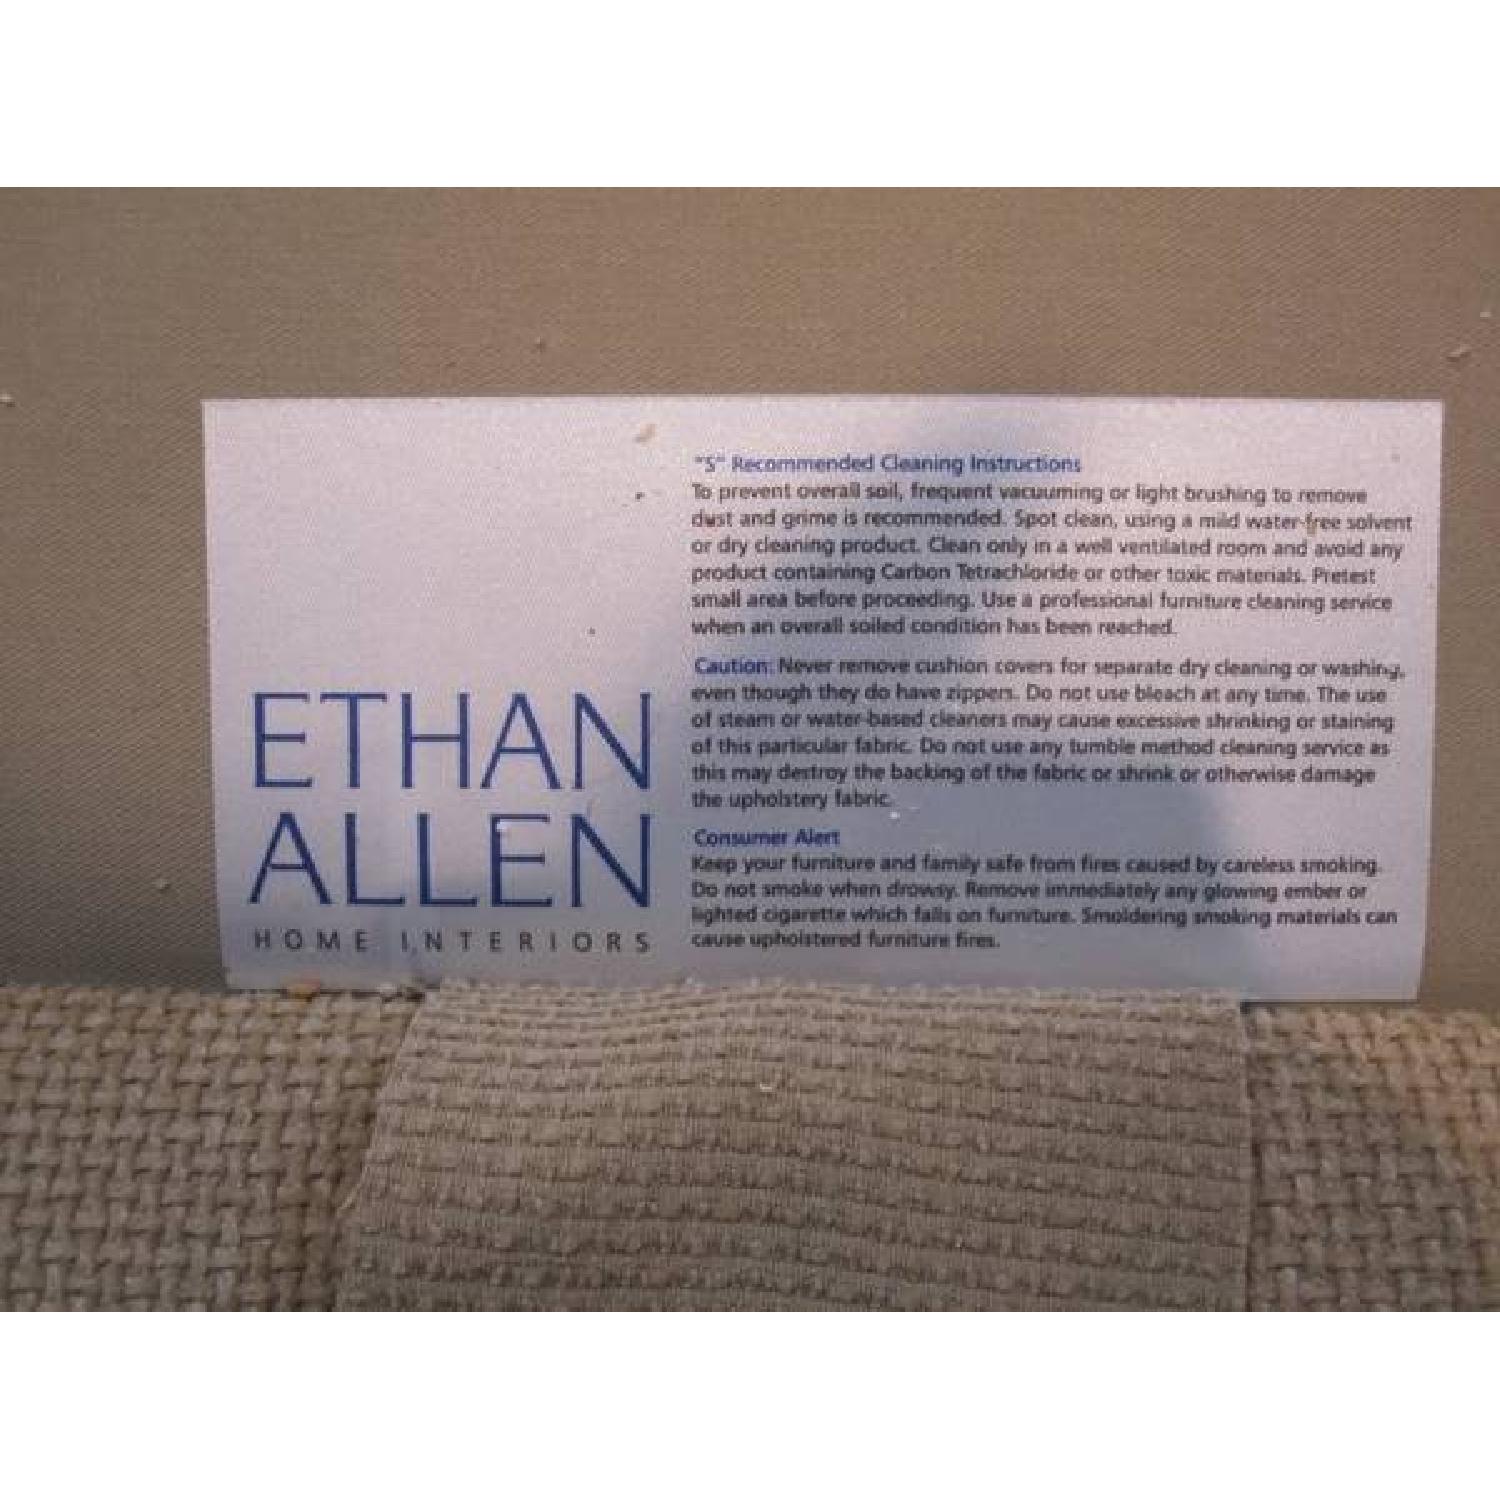 ETHAN
ALLEN
HOME INTERIORS
"S" Recommended Cleaning Instructions
To prevent overall soil, frequent vacuuming or light brushing to remove
dust and grime is recommended. Spot clean, using a mild water-free solvent
or dry cleaning product. Clean only in a well ventilated room and avoid any
product containing Carbon Tetrachloride or other toxic materials. Pretest
small area before proceeding. Use a professional furniture cleaning service
when an overall soiled condition has been reached.
Caution: Never remove cushion covers for separate dry cleaning or washing,
even though they do have zippers. Do not use bleach at any time. The use
of steam or water-based cleaners may cause excessive shrinking or staining
of this particular fabric. Do not use any tumble method cleaning service as
this may destroy the backing of the fabric or shrink or otherwise damage
the upholstery fabric.
Consumer Alert
Keep your furniture and family safe from fires caused by careless smoking.
Do not smoke when drowsy. Remove immediately any glowing ember or
lighted cigarette which falls on furniture. Smoldering smoking materials can
cause upholstered furniture fires.